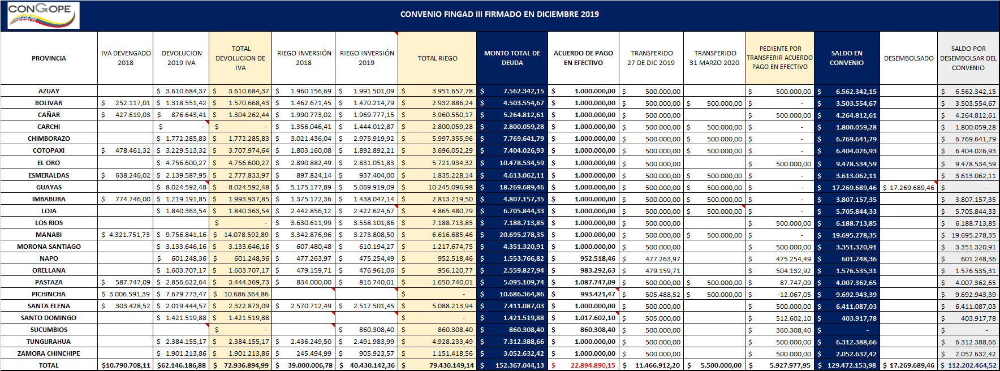 CONGOPE
CONVENIO FINGAD III FIRMADO EN DICIEMBRE 2019
PROVINCIA IVA DEVENGADO 2018 DEVOLUCION 2019 IVA TOTAL DEVOLUCION DE IVA RIEGO INVERSIÓN 2018 RIEGO INVERSIÓN 2019 TOTAL RIEGO MONTO TOTAL DE DEUDA ACUERDO DE PAGO EN EFECTIVO TRANSFERIDO 27 DE DIC 2019 TRANSFERIDO 31 MARZO 2020 PEDIENTE POR TRANSFERIR ACUERDO PAGO EN EFECTIVO SALDO EN CONVENIO DESEMBOLSADO SALDO POR DESEMBOLSAR DEL CONVENIO
AZUAY $ 3.610.684,37 $ 3.610.684,37 $ 1.960.156,69 $ 1.991.501,09 $ 3.951.657,78 $ 7.562.342,15 $ 1.000.000,00 $ 500.000,00 $ 500.000,00 $ 6.562.342,15 $ 6.562.342,15
BOLIVAR $ 252.117,01 $ 1.318.551,42 $ 1.570.668,43 $ 1.462.671,45 $ 1.470.214,79 $ 2.932.886,24 $ 4.503.554,67 $ 1.000.000,00 $ 500.000,00 $ 500.000,00 $ - $ 3.503.554,67 $ 3.503.554,67
CAÑAR $ 427.619,03 $ 876.643,41 $ 1.304.262,44 $ 1.990.773,02 $ 1.969.777,15 $ 3.960.550,17 $ 5.264.812,61 $ 1.000.000,00 $ 500.000,00 $ 500.000,00 $ 4.264.812,61 $ 4.264.812,61
CARCHI $ - $ - $ 1.356.046,41 $ 1.444.012,87 $ 2.800.059,28 $ 2.800.059,28 $ 1.000.000,00 $ 500.000,00 $ 500.000,00 $ - $ 1.800.059,28 $ 1.800.059,28
CHIMBORAZO $ 1.772.285,83 $ 1.772.285,83 $ 3.021.436,04 $ 2.975.919,92 $ 5.997.355,96 $ 7.769.641,79 $ 1.000.000,00 $ 500.000,00 $ 500.000,00 $ - $ 6.769.641,79 $ 6.769.641,79
COTOPAXI $ 478.461,32 $ 3.229.513,32 $ 3.707.974,64 $ 1.803.160,08 $ 1.892.892,21 $ 3.696.052,29 $ 7.404.026,93 $ 1.000.000,00 $ 500.000,00 $ 500.000,00 $ - $ 6.404.026,93 $ 6.404.026,93
EL ORO $ 4.756.600,27 $ 4.756.600,27 $ 2.890.882,49 $ 2.831.051,83 $ 5.721.934,32 $ 10.478.534,59 $ 1.000.000,00 $ 500.000,00 $ 500.000,00 $ 9.478.534,59 $ 9.478.534,59
ESMERALDAS $ 638.246,02 $ 2.139.587,95 $ 2.777.833,97 $ 897.824,14 $ 937.404,00 $ 1.835.228,14 $ 4.613.062,11 $ 1.000.000,00 $ 500.000,00 $ 500.000,00 $ - $ 3.613.062,11 $ 3.613.062,11
GUAYAS $ 8.024.592,48 $ 8.024.592,48 $ 5.175.177,89 $ 5.069.919,09 $ 10.245.096,98 $ 18.269.689,46 $ 1.000.000,00 $ 500.000,00 $ 500.000,00 $ - $ 17.269.689,46 $ 17.269.689,46 $ -
IMBABURA $ 774.746,00 $ 1.219.191,85 $ 1.993.937,85 $ 1.375.172,36 $ 1.438.047,14 $ 2.813.219,50 $ 4.807.157,35 $ 1.000.000,00 $ 500.000,00 $ 500.000,00 $ - $ 3.807.157,35 $ 3.807.157,35
LOJA $ 1.840.363,54 $ 1.840.363,54 $ 2.442.856,12 $ 2.422.624,67 $ 4.865.480,79 $ 6.705.844,33 $ 1.000.000,00 $ 500.000,00 $ 500.000,00 $ - $ 5.705.844,33 $ 5.705.844,33
LOS RIOS $ - $ 3.630.611,99 $ 3.558.101,86 $ 7.188.713,85 $ 7.188.713,85 $ 1.000.000,00 $ 500.000,00 $ 500.000,00 $ 6.188.713,85 $ 6.188.713,85
MANABI $ 4.321.751,73 $ 9.756.841,16 $ 14.078.592,89 $ 3.342.876,96 $ 3.273.808,50 $ 6.616.685,46 $ 20.695.278,35 $ 1.000.000,00 $ 500.000,00 $ 500.000,00 $ - $ 19.695.278,35 $ 19.695.278,35
MORONA SANTIAGO $ 3.133.646,16 $ 3.133.646,16 $ 607.480,48 $ 610.194,27 $ 1.217.674,75 $ 4.351.320,91 $ 1.000.000,00 $ 500.000,00 $ 500.000,00 $ 3.351.320,91 $ 3.351.320,91
NAPO $ 601.248,36 $ 601.248,36 $ 477.263,97 $ 475.254,49 $ 952.518,46 $ 1.553.766,82 $ 952.518,46 $ 477.263,97 $ 475.254,49 $ 601.248,36 $ 601.248,36
ORELLANA $ 1.603.707,17 $ 1.603.707,17 $ 479.159,71 $ 476.961,06 $ 956.120,77 $ 2.559.827,94 $ 983.292,63 $ 479.159,71 $ 504.132,92 $ 1.576.535,31 $ 1.576.535,31
PASTAZA $ 587.747,09 $ 2.856.622,64 $ 3.444.369,73 $ 834.000,00 $ 816.740,01 $ 1.650.740,01 $ 5.095.109,74 $ 1.087.747,09 $ 500.000,00 $ 500.000,00 $ 87.747,09 $ 4.007.362,65 $ 4.007.362,65
PICHINCHA $ 3.006.591,39 $ 7.679.773,47 $ 10.686.364,86 $ - $ 10.686.364,86 $ 993.421,47 $ 505.488,52 $ 500.000,00 $ -12.067,05 $ 9.692.943,39 $ 9.692.943,39
SANTA ELENA $ 303.428,52 $ 2.019.444,57 $ 2.322.873,09 $ 2.570.712,49 $ 2.517.501,45 $ 5.088.213,94 $ 7.411.087,03 $ 1.000.000,00 $ 500.000,00 $ 500.000,00 $ 6.411.087,03 $ 6.411.087,03
SANTO DOMINGO $ 1.421.519,88 $ 1.421.519,88 $ - $ 1.421.519,88 $ 1.017.602,10 $ 505.000,00 $ 512.602,10 $ 403.917,78 $ 403.917,78
SUCUMBIOS $ - $ 860.308,40 $ 860.308,40 $ 860.308,40 $ 860.308,40 $ 500.000,00 $ 360.308,40 $ - $ -
TUNGURAHUA $ 2.384.155,17 $ 2.384.155,17 $ 2.436.249,50 $ 2.491.983,99 $ 4.928.233,49 $ 7.312.388,66 $ 1.000.000,00 $ 500.000,00 $ 500.000,00 $ 6.312.388,66 $ 6.312.388,66
ZAMORA CHINCHIPE $ 1.901.213,86 $ 1.901.213,86 $ 245.494,99 $ 905.923,57 $ 1.151.418,56 $ 3.052.632,42 $ 1.000.000,00 $ 500.000,00 $ 500.000,00 $ 2.052.632,42 $ 2.052.632,42
TOTAL $10.790.708,11 $62.146.186,88 $ 72.936.894,99 $ 39.000.006,78 $ 40.430.142,36 $ 79.430.149,14 $ 152.367.044,13 $ 22.894.890,15 $ 11.466.912,20 $ 5.500.000,00 $ 5.927.977,95 $ 129.472.153,98 $ 17.269.689,46 $ 112.202.464,52